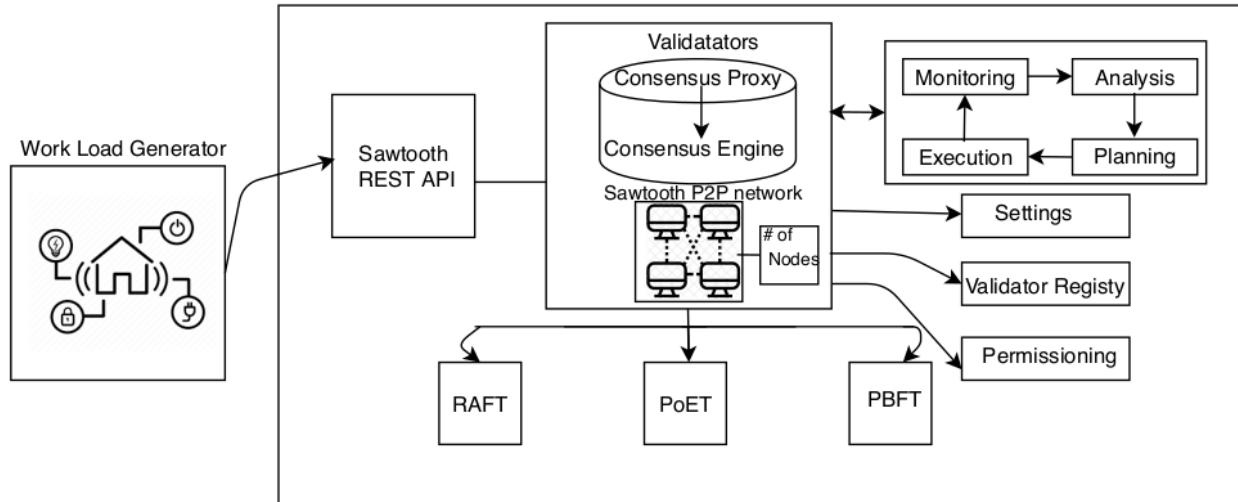 Work Load Generator
Sawtooth
REST API
Validatators
Consensus Proxy
Consensus Engine
Sawtooth P2P network
# of
Nodes
Monitoring
Analysis
Execution
Planning
Settings
Validator Registy
Permissioning
RAFT
PoET
PBFT